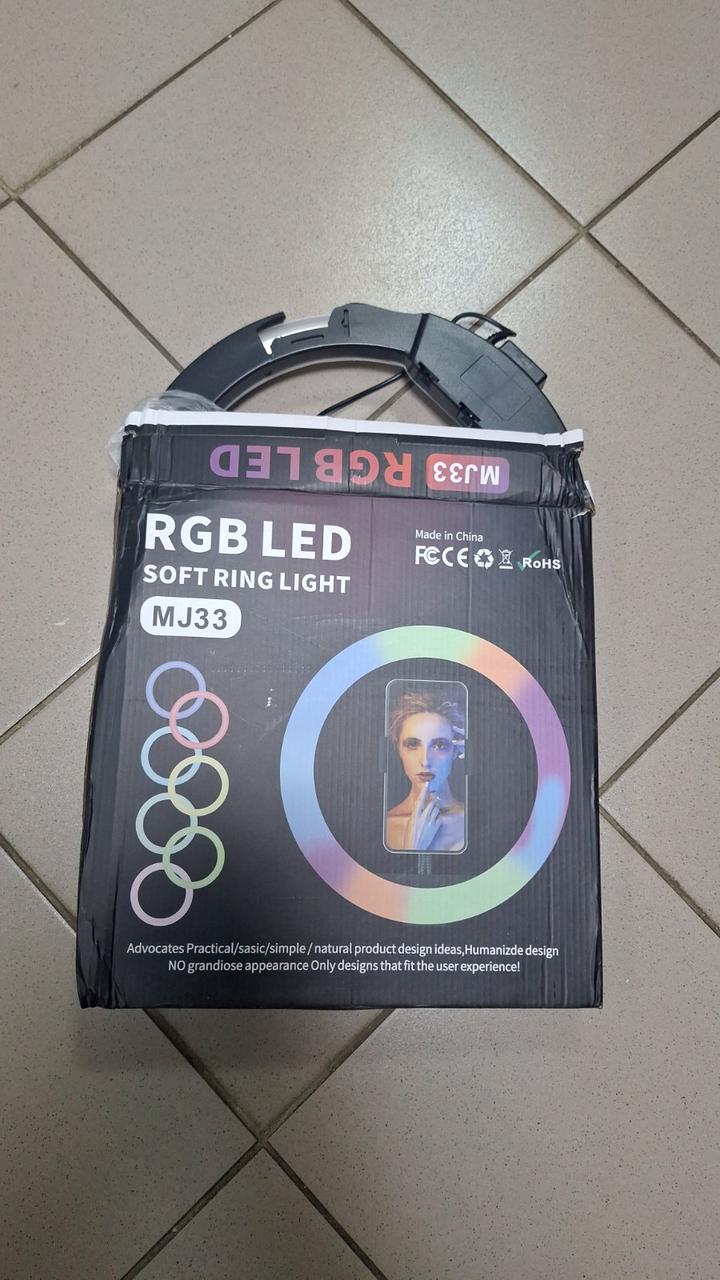 MJ33 RGB LED
RGB LED
SOFT RING LIGHT
MJ33
Made in China
FC CE RoHS
Advocates Practical/sasic/simple / natural product design ideas,Humanizde design
NO grandiose appearance Only designs that fit the user experience!